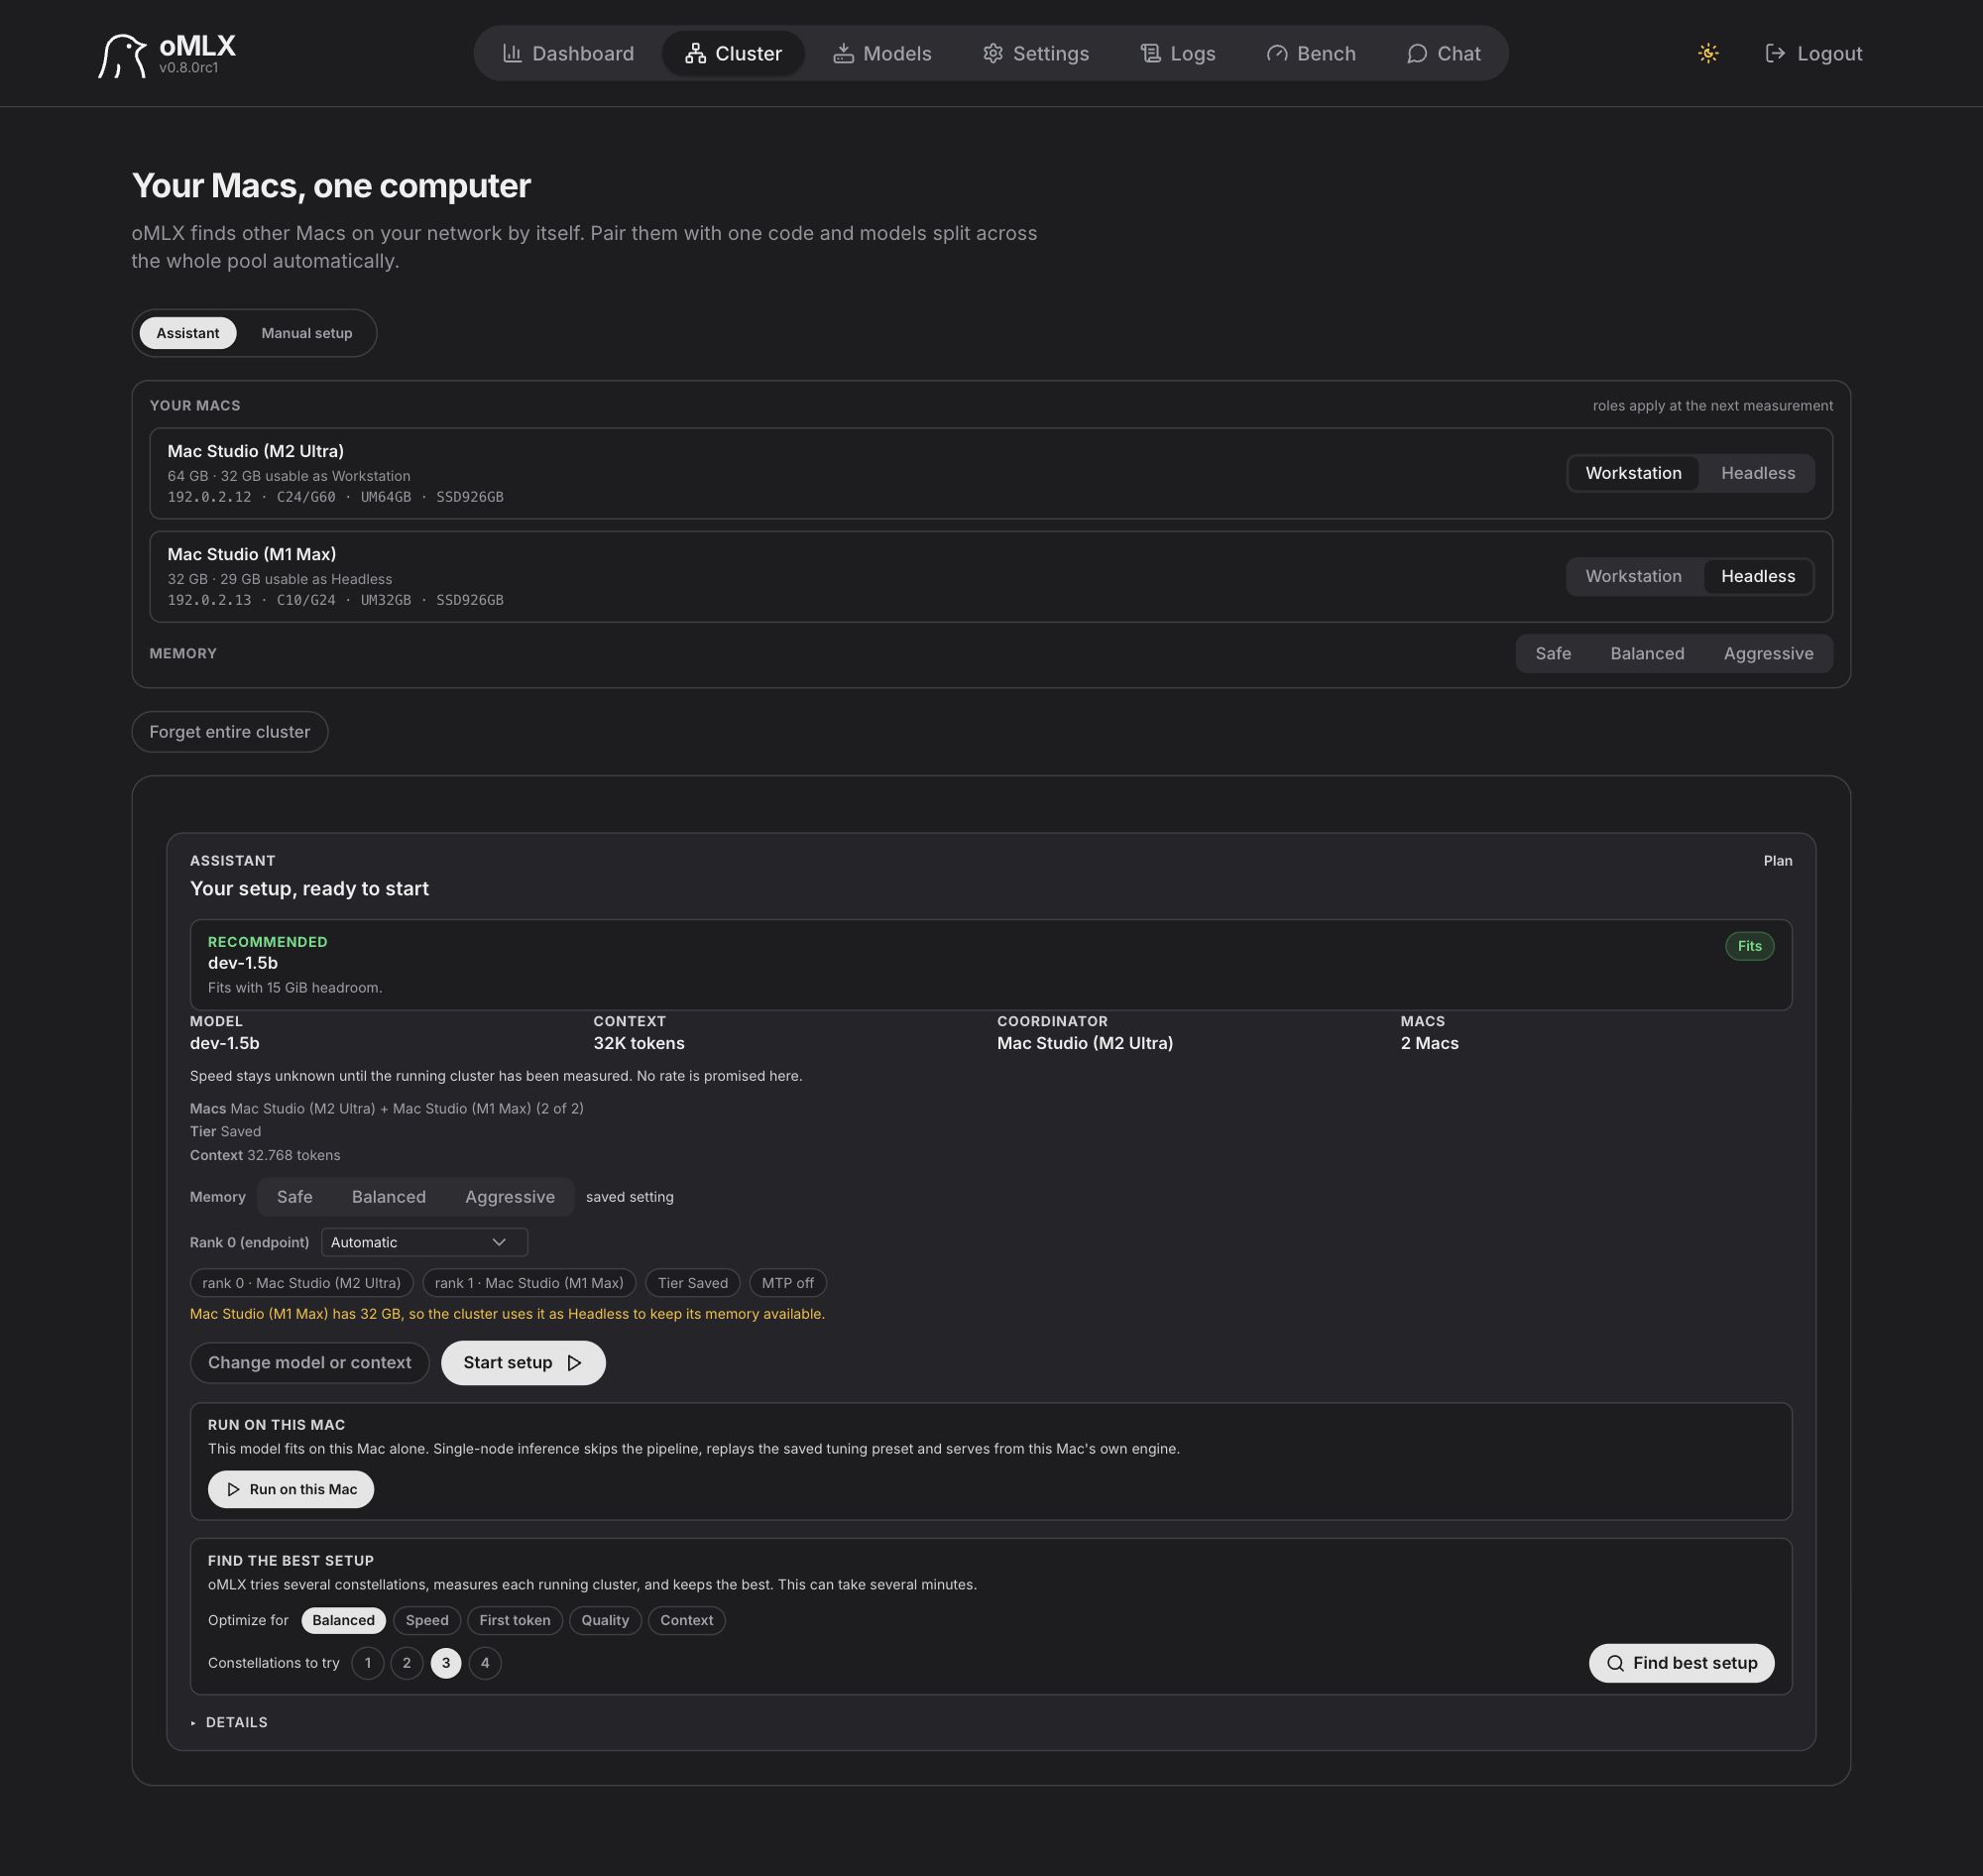 oMLX
v0.8.0rc1
Dashboard
Cluster
Models
Settings
Logs
Bench
Chat
Logout
Your Macs, one computer
oMLX finds other Macs on your network by itself. Pair them with one code and models split across
the whole pool automatically.
Assistant
Manual setup
YOUR MACS
roles apply at the next measurement
Mac Studio (M2 Ultra)
64 GB · 32 GB usable as Workstation
192.0.2.12 · C24/G60 · UM64GB · SSD926GB
Workstation
Headless
Mac Studio (M1 Max)
32 GB · 29 GB usable as Headless
192.0.2.13 · C10/G24 · UM32GB · SSD926GB
Workstation
Headless
MEMORY
Safe
Balanced
Aggressive
Forget entire cluster
ASSISTANT
Plan
Your setup, ready to start
RECOMMENDED
dev-1.5b
Fits with 15 GiB headroom.
Fits
MODEL
dev-1.5b
CONTEXT
32K tokens
COORDINATOR
Mac Studio (M2 Ultra)
MACS
2 Macs
Speed stays unknown until the running cluster has been measured. No rate is promised here.
Macs Mac Studio (M2 Ultra) + Mac Studio (M1 Max) (2 of 2)
Tier Saved
Context 32.768 tokens
Memory
Safe
Balanced
Aggressive
saved setting
Rank 0 (endpoint)
Automatic
rank 0 · Mac Studio (M2 Ultra)
rank 1 · Mac Studio (M1 Max)
Tier Saved
MTP off
Mac Studio (M1 Max) has 32 GB, so the cluster uses it as Headless to keep its memory available.
Change model or context
Start setup
RUN ON THIS MAC
This model fits on this Mac alone. Single-node inference skips the pipeline, replays the saved tuning preset and serves from this Mac's own engine.
Run on this Mac
FIND THE BEST SETUP
oMLX tries several constellations, measures each running cluster, and keeps the best. This can take several minutes.
Optimize for
Balanced
Speed
First token
Quality
Context
Constellations to try
1
2
3
4
Find best setup
DETAILS